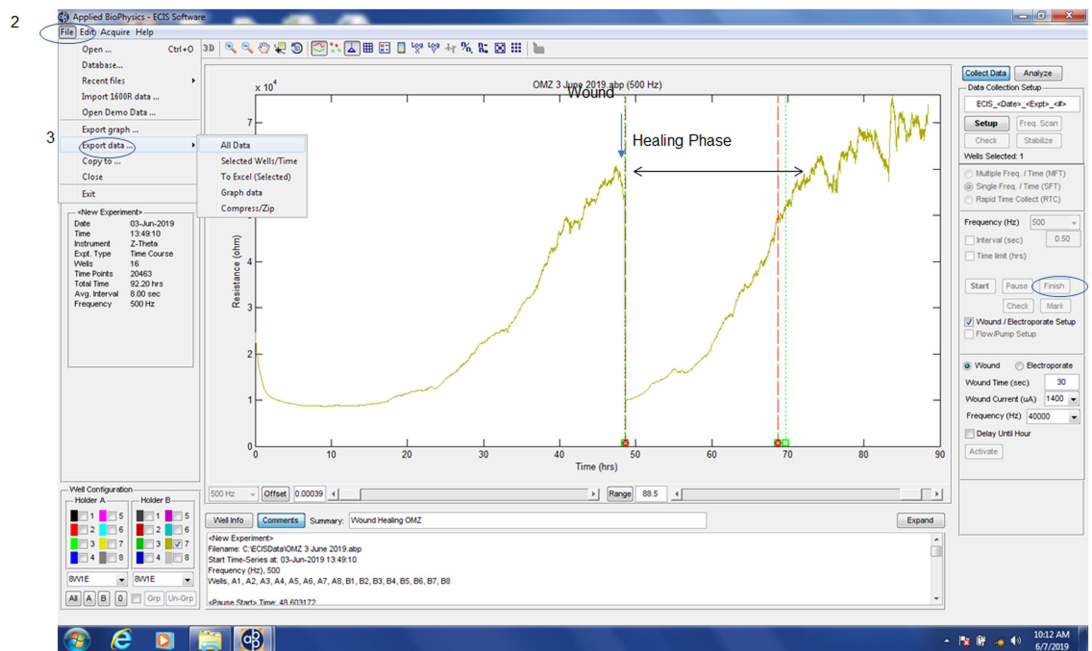 2
Applied BioPhysics - ECIS Software
File Edit Acquire Help
Open ... Ctrl+O
Database...
Recent files
Import 1600R data ...
Open Demo Data ...
Export graph ...
3
Export data ...
Copy to ...
Close
Exit
All Data
Selected Wells/Time
To Excel (Selected)
Graph data
Compress/Zip
3D
<New Experiment>
Date 03-Jun-2019
Time 13:49:10
Instrument Z-Theta
Expt. Type Time Course
Wells 16
Time Points 20463
Total Time 92.20 hrs
Avg. Interval 8.00 sec
Frequency 500 Hz
Well Configuration
Holder A Holder B
1 5 1 5
2 6 2 6
3 7 3 7
4 8 4 8
8W1E 8W1E
All A B 0 Grp Un-Grp
OMZ 3 June 2019.abp (500 Hz)
x 10^4
Wound
Healing Phase
7
4
3
2
1
0
Resistance (ohm)
0 10 20 30 40 50 60 70 80 90
Time (hrs)
500 Hz Offset 0.00039 Range 88.5
Well Info Comments Summary: Wound Healing OMZ Expand
<New Experiment>
Filename: C:\ECISData\OMZ 3 June 2019.abp
Start Time-Series at: 03-Jun-2019 13:49:10
Frequency (Hz), 500
Wells, A1, A2, A3, A4, A5, A6, A7, A8, B1, B2, B3, B4, B5, B6, B7, B8
<Pause Start> Time: 48.603172
Collect Data Analyze
Data Collection Setup
ECIS_<Date>_<Expt>_<#>
Setup Freq. Scan
Check Stabilize
Wells Selected: 1
Multiple Freq. / Time (MFT)
Single Freq. / Time (SFT)
Rapid Time Collect (RTC)
Frequency (Hz) 500
Interval (sec) 0.50
Time limit (hrs)
Start Pause Finish
Check Mark
Wound / Electroporate Setup
Flow/Pump Setup
Wound Electroporate
Wound Time (sec) 30
Wound Current (uA) 1400
Frequency (Hz) 40000
Delay Until Hour
Activate
10:12 AM
6/7/2019